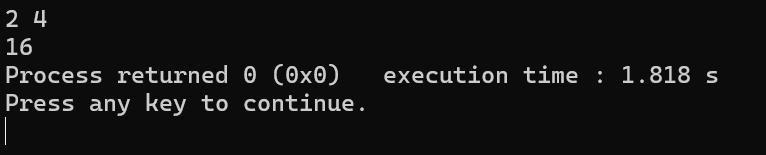 2 4
16
Process returned 0 (0x0)   execution time : 1.818 s
Press any key to continue.